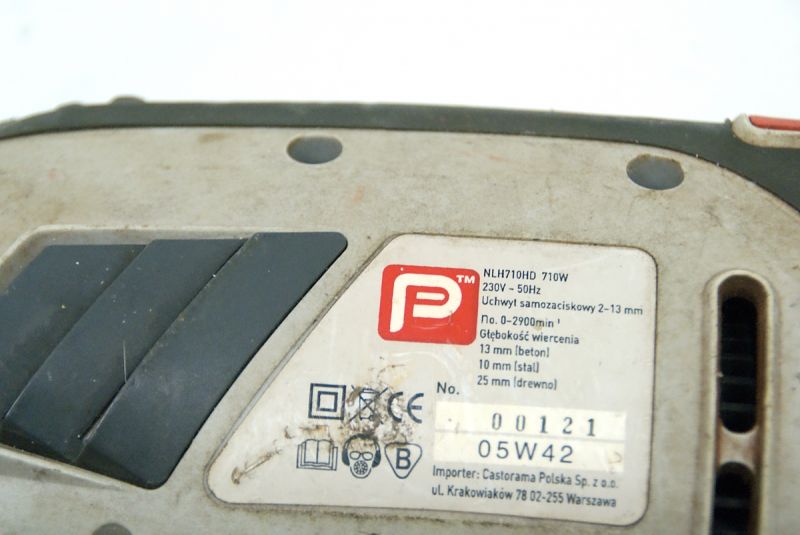 P™
NLH710HD 710W
230V ~ 50Hz
Uchwyt samozaciskowy 2-13 mm
no. 0-2900min⁻¹
Głębokość wiercenia
13 mm (beton)
10 mm (stal)
25 mm (drewno)
No.
CE
00121
05W42
B
Importer: Castorama Polska Sp. z o.o.
ul. Krakowiaków 78 02-255 Warszawa